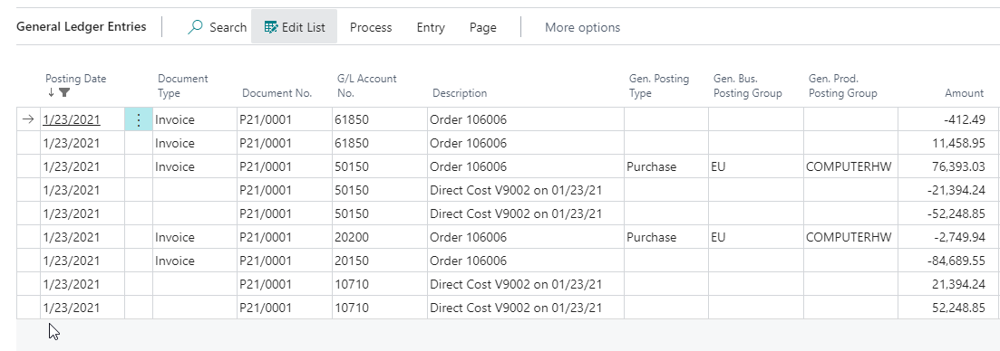 General Ledger Entries Search Edit List Process Entry Page More options
Posting Date Document Type Document No. G/L Account No. Description Gen. Posting Type Gen. Bus. Posting Group Gen. Prod. Posting Group Amount
1/23/2021 Invoice P21/0001 61850 Order 106006 -412.49
1/23/2021 Invoice P21/0001 61850 Order 106006 11,458.95
1/23/2021 Invoice P21/0001 50150 Order 106006 Purchase EU COMPUTERHW 76,393.03
1/23/2021 P21/0001 50150 Direct Cost V9002 on 01/23/21 -21,394.24
1/23/2021 P21/0001 50150 Direct Cost V9002 on 01/23/21 -52,248.85
1/23/2021 Invoice P21/0001 20200 Order 106006 Purchase EU COMPUTERHW -2,749.94
1/23/2021 Invoice P21/0001 20150 Order 106006 -84,689.55
1/23/2021 P21/0001 10710 Direct Cost V9002 on 01/23/21 21,394.24
1/23/2021 P21/0001 10710 Direct Cost V9002 on 01/23/21 52,248.85